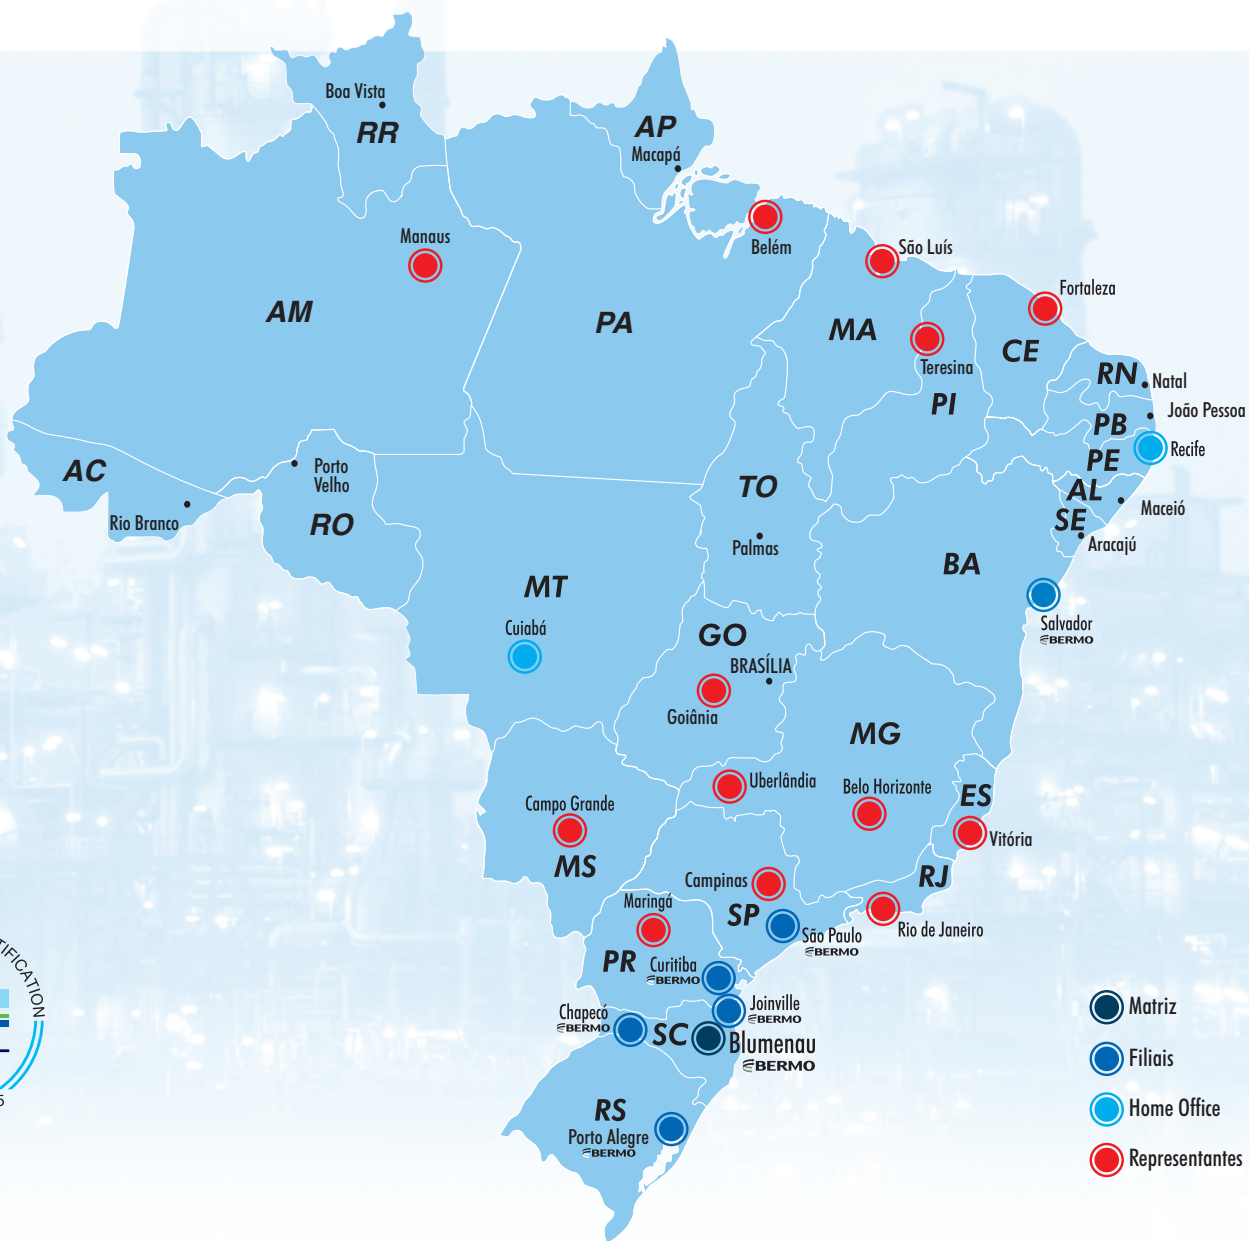 Boa Vista
RR
AP
Macapá
Manaus
Belém
São Luís
Fortaleza
AM
PA
MA
CE
Teresina
RN
Natal
PI
João Pessoa
PB
Recife
PE
AC
Porto
Velho
TO
AL
Maceió
SE
Rio Branco
RO
Palmas
Aracajú
BA
MT
Cuiabá
GO
Salvador
BERMO
BRASÍLIA
Goiânia
MG
Uberlândia
Belo Horizonte
ES
Campo Grande
Vitória
MS
RJ
Campinas
Maringá
SP
São Paulo
BERMO
Rio de Janeiro
PR
Curitiba
BERMO
Joinville
BERMO
Chapecó
BERMO
SC
Blumenau
BERMO
RS
Porto Alegre
BERMO
Matriz
Filiais
Home Office
Representantes
TIFICATION
5